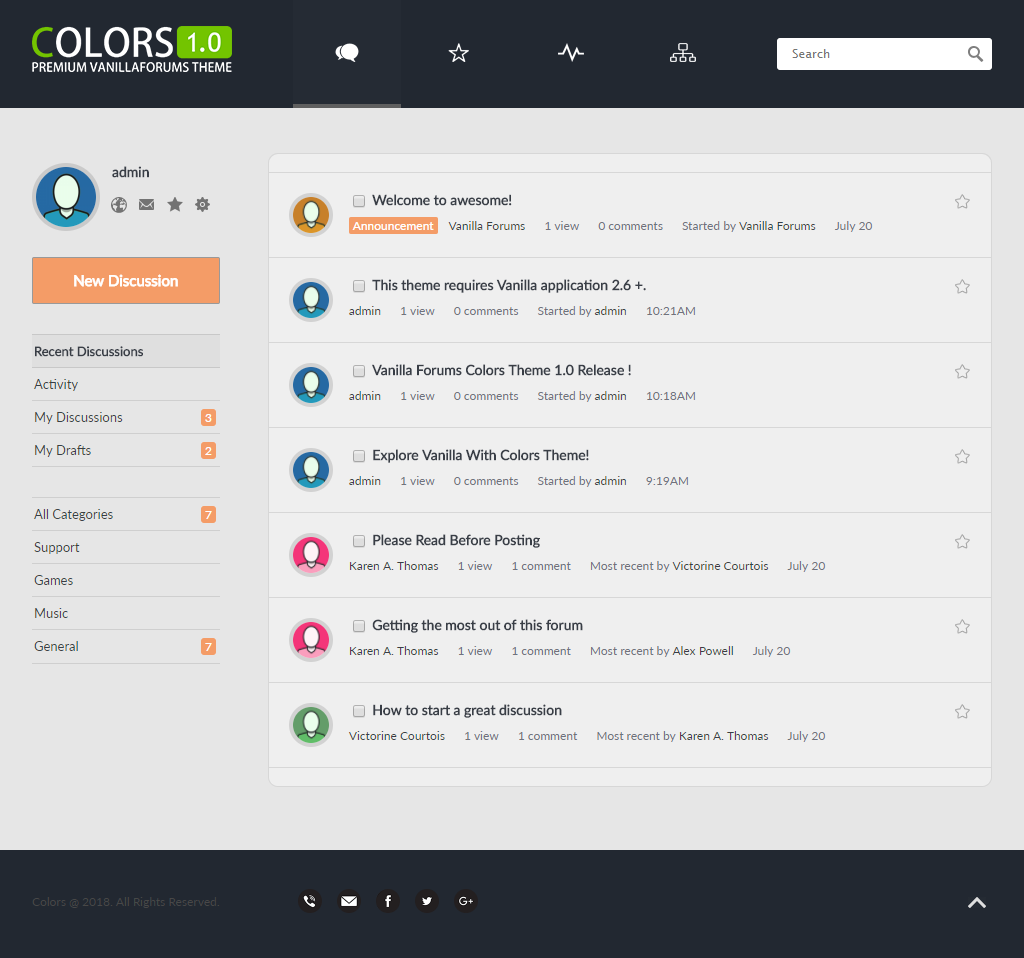 COLORS 1.0
PREMIUM VANILLAFORUMS THEME
Search
admin
New Discussion
Recent Discussions
Activity
My Discussions 3
My Drafts 2
All Categories 7
Support
Games
Music
General 7
Welcome to awesome!
Announcement Vanilla Forums 1 view 0 comments Started by Vanilla Forums July 20
This theme requires Vanilla application 2.6 +.
admin 1 view 0 comments Started by admin 10:21AM
Vanilla Forums Colors Theme 1.0 Release !
admin 1 view 0 comments Started by admin 10:18AM
Explore Vanilla With Colors Theme!
admin 1 view 0 comments Started by admin 9:19AM
Please Read Before Posting
Karen A. Thomas 1 view 1 comment Most recent by Victorine Courtois July 20
Getting the most out of this forum
Karen A. Thomas 1 view 1 comment Most recent by Alex Powell July 20
How to start a great discussion
Victorine Courtois 1 view 1 comment Most recent by Karen A. Thomas July 20
Colors @ 2018. All Rights Reserved.
f G+